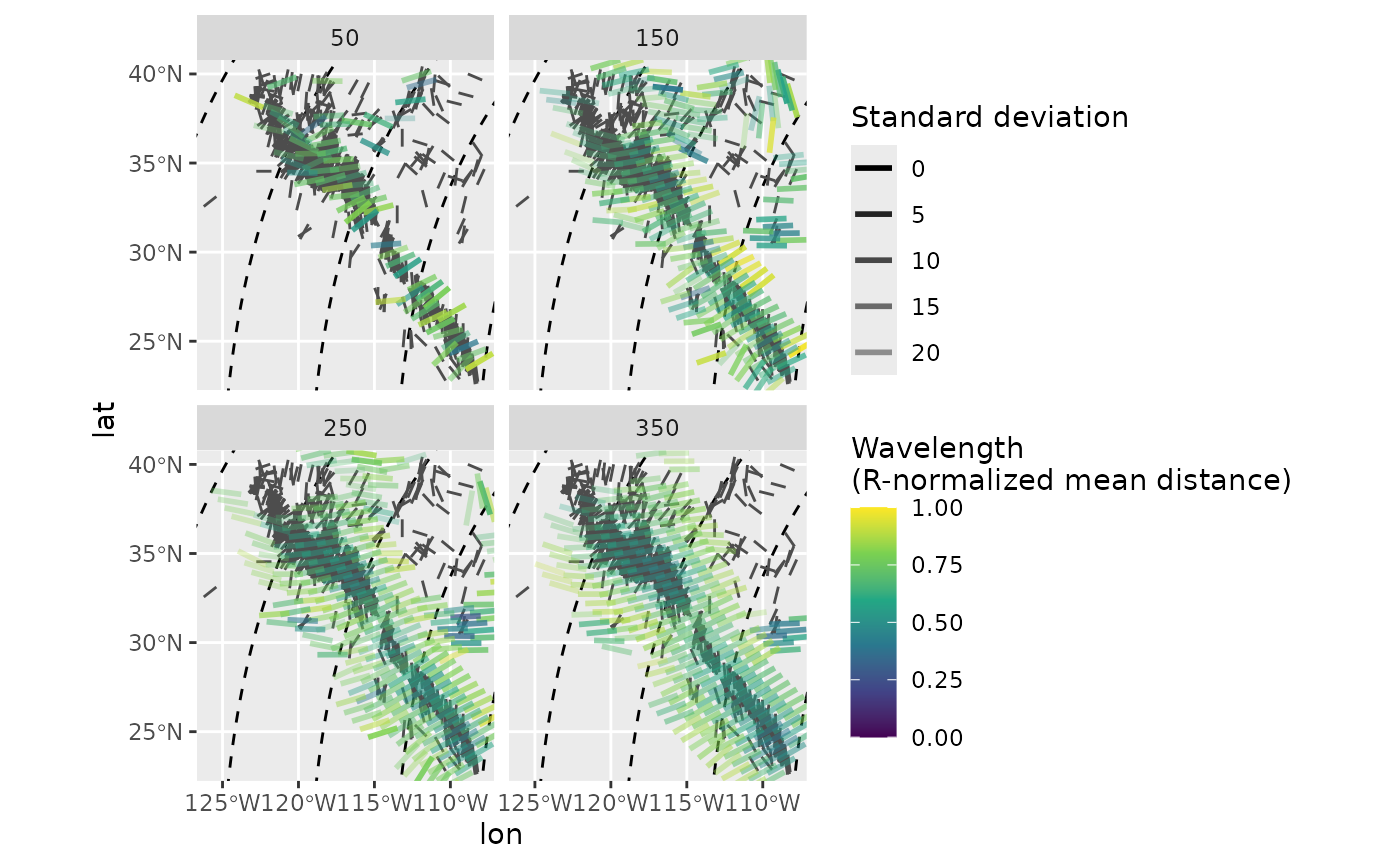 50
150
40°N
35°N
30°N
25°N
250
350
40°N
35°N
30°N
25°N
125°W120°W115°W110°W
125°W120°W115°W110°W
lon
lat
Standard deviation
0
5
10
15
20
Wavelength
(R-normalized mean distance)
1.00
0.75
0.50
0.25
0.00